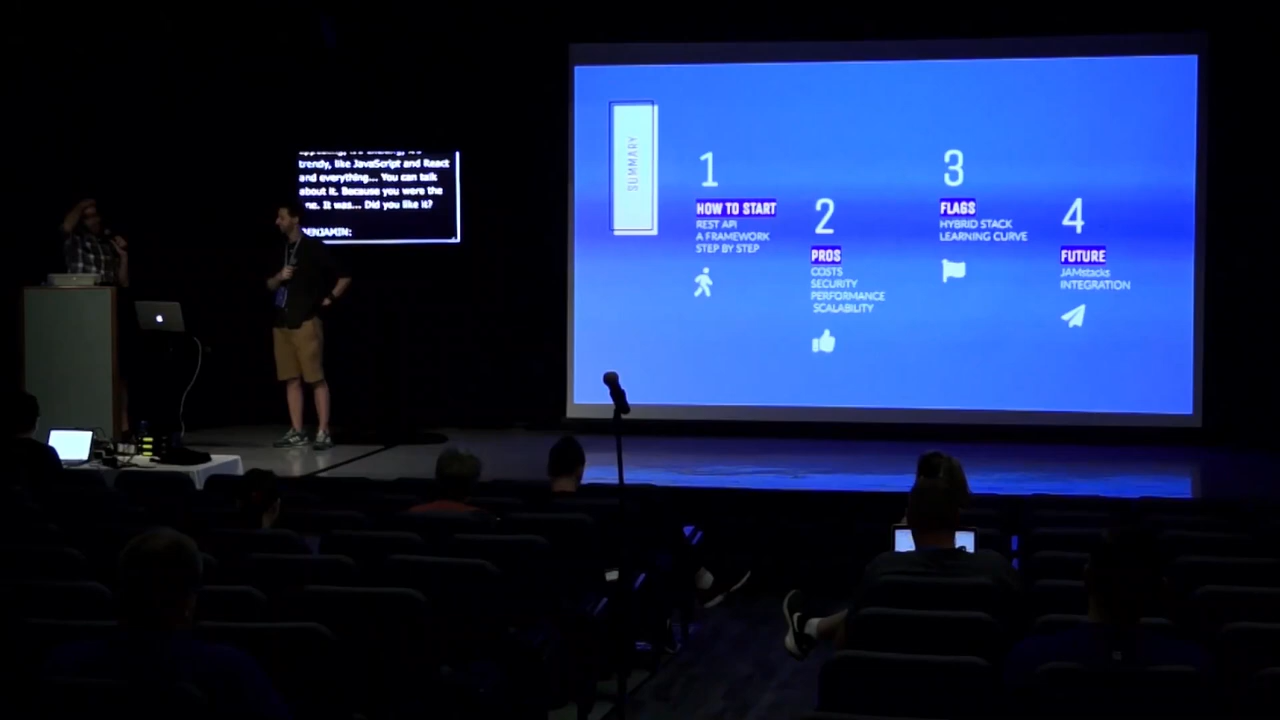 trendy, like JavaScript and React
and everything... You can talk
about it. Because you were the
one. It was... Did you like it?
BENJAMIN:
SUMMARY
1
HOW TO START
REST API
A FRAMEWORK
STEP BY STEP
2
PROS
COSTS
SECURITY
PERFORMANCE
SCALABILITY
3
FLAGS
HYBRID STACK
LEARNING CURVE
4
FUTURE
JAMstacks
INTEGRATION